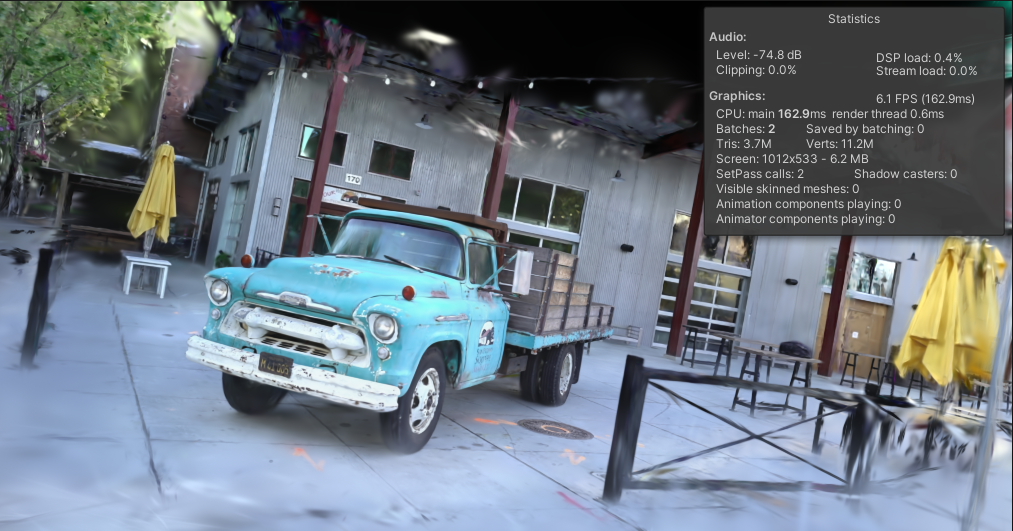 Statistics
Audio:
Level: -74.8 dB DSP load: 0.4%
Clipping: 0.0% Stream load: 0.0%
Graphics: 6.1 FPS (162.9ms)
CPU: main 162.9ms render thread 0.6ms
Batches: 2 Saved by batching: 0
Tris: 3.7M Verts: 11.2M
Screen: 1012x533 - 6.2 MB
SetPass calls: 2 Shadow casters: 0
Visible skinned meshes: 0
Animation components playing: 0
Animator components playing: 0
170